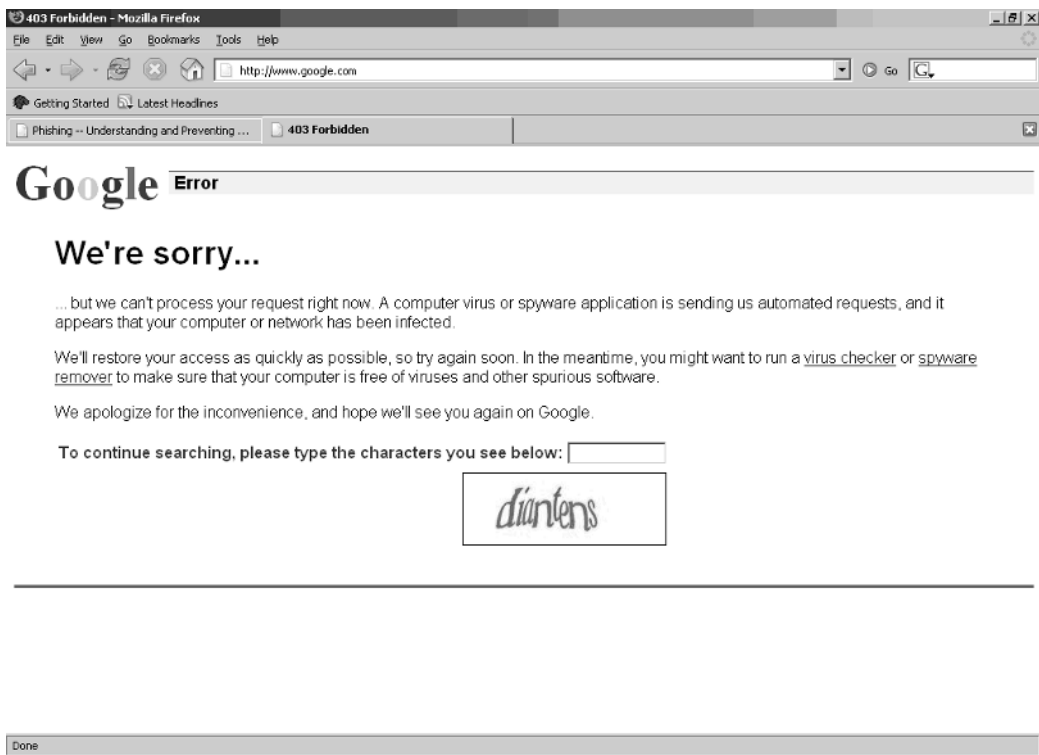 403 Forbidden - Mozilla Firefox
File Edit View Go Bookmarks Tools Help
http://www.google.com Go G
Getting Started Latest Headlines
Phishing -- Understanding and Preventing ... 403 Forbidden
Google Error
We're sorry...
... but we can't process your request right now. A computer virus or spyware application is sending us automated requests, and it
appears that your computer or network has been infected.
We'll restore your access as quickly as possible, so try again soon. In the meantime, you might want to run a virus checker or spyware
remover to make sure that your computer is free of viruses and other spurious software.
We apologize for the inconvenience, and hope we'll see you again on Google.
To continue searching, please type the characters you see below:
diantens
Done